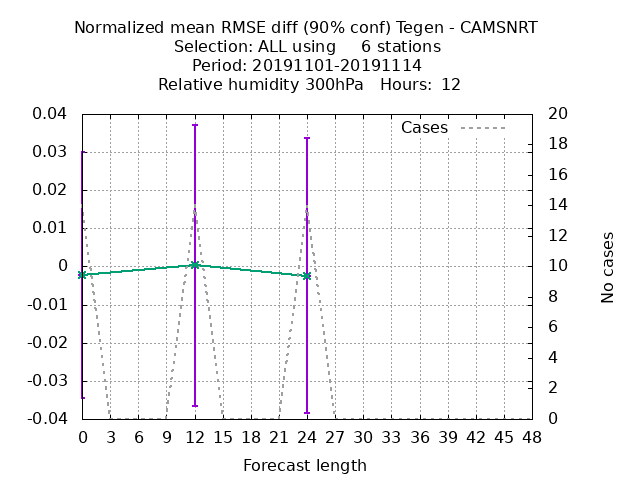 Normalized mean RMSE diff (90% conf) Tegen - CAMSNRT
Selection: ALL using     6 stations
Period: 20191101-20191114
Relative humidity 300hPa   Hours:  12
Cases
0.04
0.03
0.02
0.01
0
-0.01
-0.02
-0.03
-0.04
20
18
16
14
12
10
8
6
4
2
0
No cases
0 3 6 9 12 15 18 21 24 27 30 33 36 39 42 45 48
Forecast length